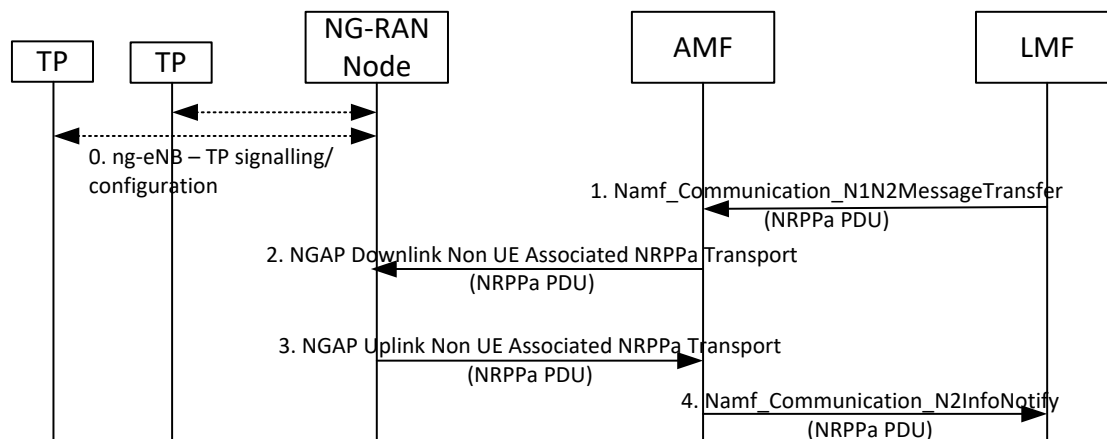 TP
TP
NG-RAN
Node
AMF
LMF
0. ng-eNB – TP signalling/
configuration
1. Namf_Communication_N1N2MessageTransfer
(NRPPa PDU)
2. NGAP Downlink Non UE Associated NRPPa Transport
(NRPPa PDU)
3. NGAP Uplink Non UE Associated NRPPa Transport
(NRPPa PDU)
4. Namf_Communication_N2InfoNotify
(NRPPa PDU)